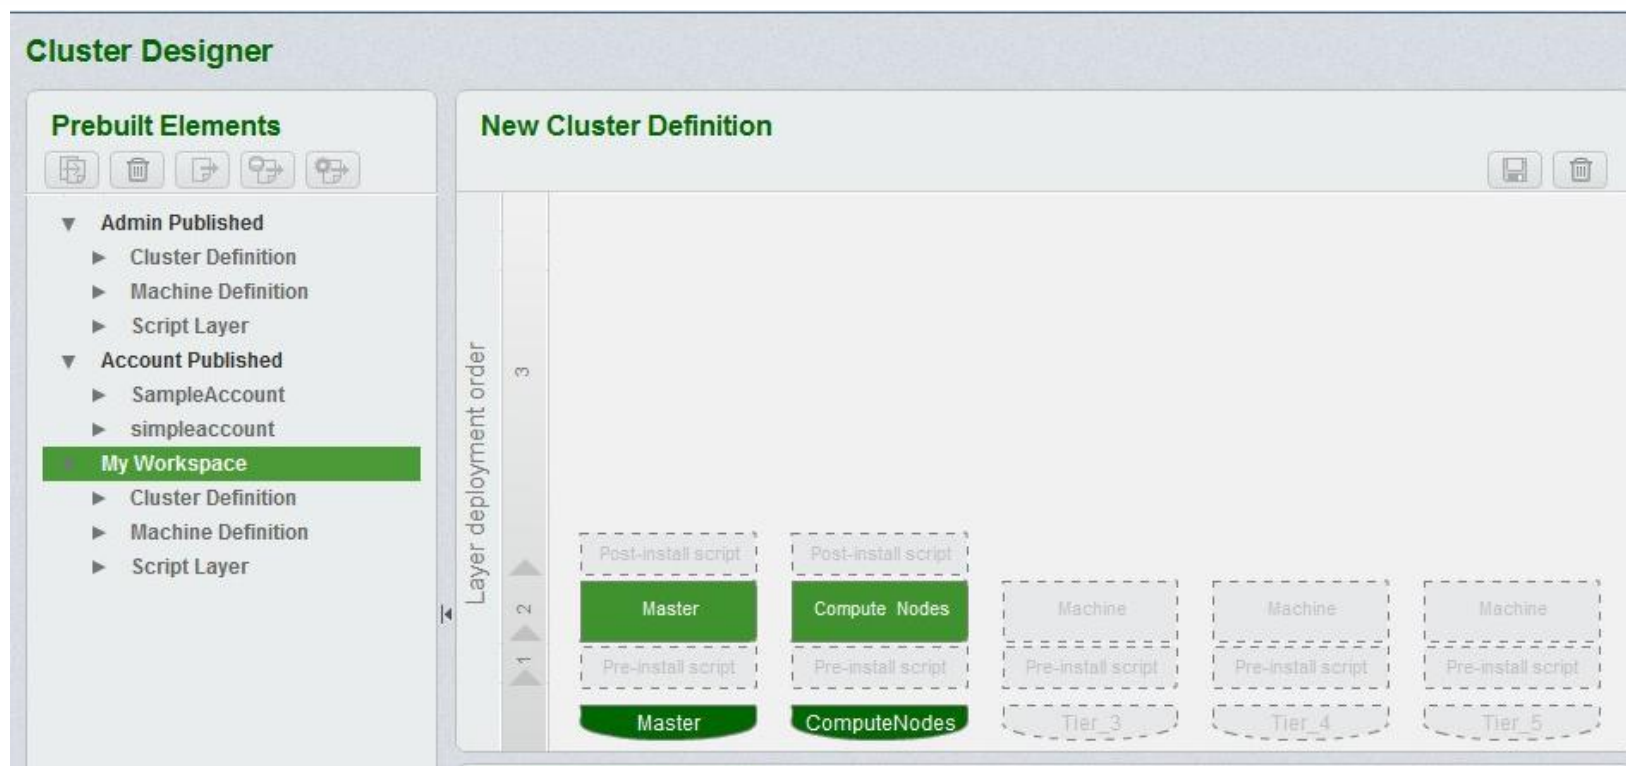 Cluster Designer
Prebuilt Elements
Admin Published
Cluster Definition
Machine Definition
Script Layer
Account Published
SampleAccount
simpleaccount
My Workspace
Cluster Definition
Machine Definition
Script Layer
New Cluster Definition
Layer deployment order
3
2
1
Post-install script Post-install script
Master Compute Nodes Machine Machine Machine
Pre-install script Pre-install script Pre-install script Pre-install script Pre-install script
Master ComputeNodes Tier_3 Tier_4 Tier_5